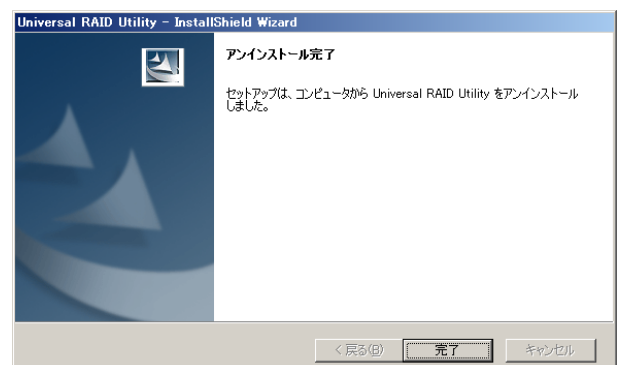 Universal RAID Utility - InstallShield Wizard
アンインストール完了
セットアップは、コンピュータから Universal RAID Utility をアンインストール
しました。
< 戻る(B)
完了
キャンセル